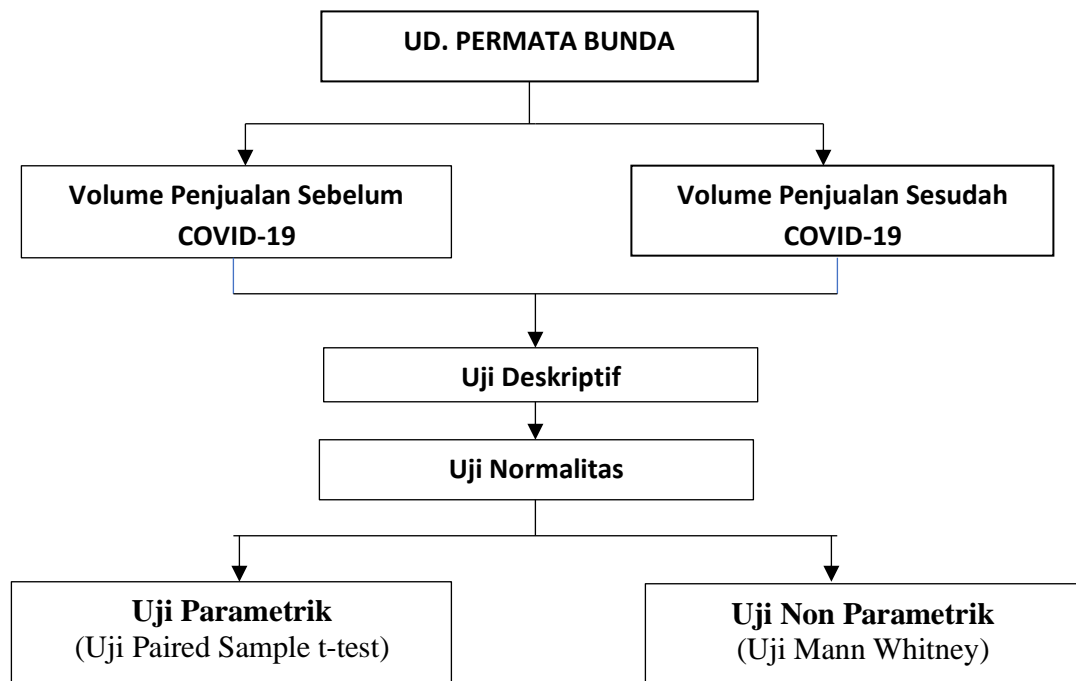 UD. PERMATA BUNDA
Volume Penjualan Sebelum
COVID-19
Volume Penjualan Sesudah
COVID-19
Uji Deskriptif
Uji Normalitas
Uji Parametrik
(Uji Paired Sample t-test)
Uji Non Parametrik
(Uji Mann Whitney)